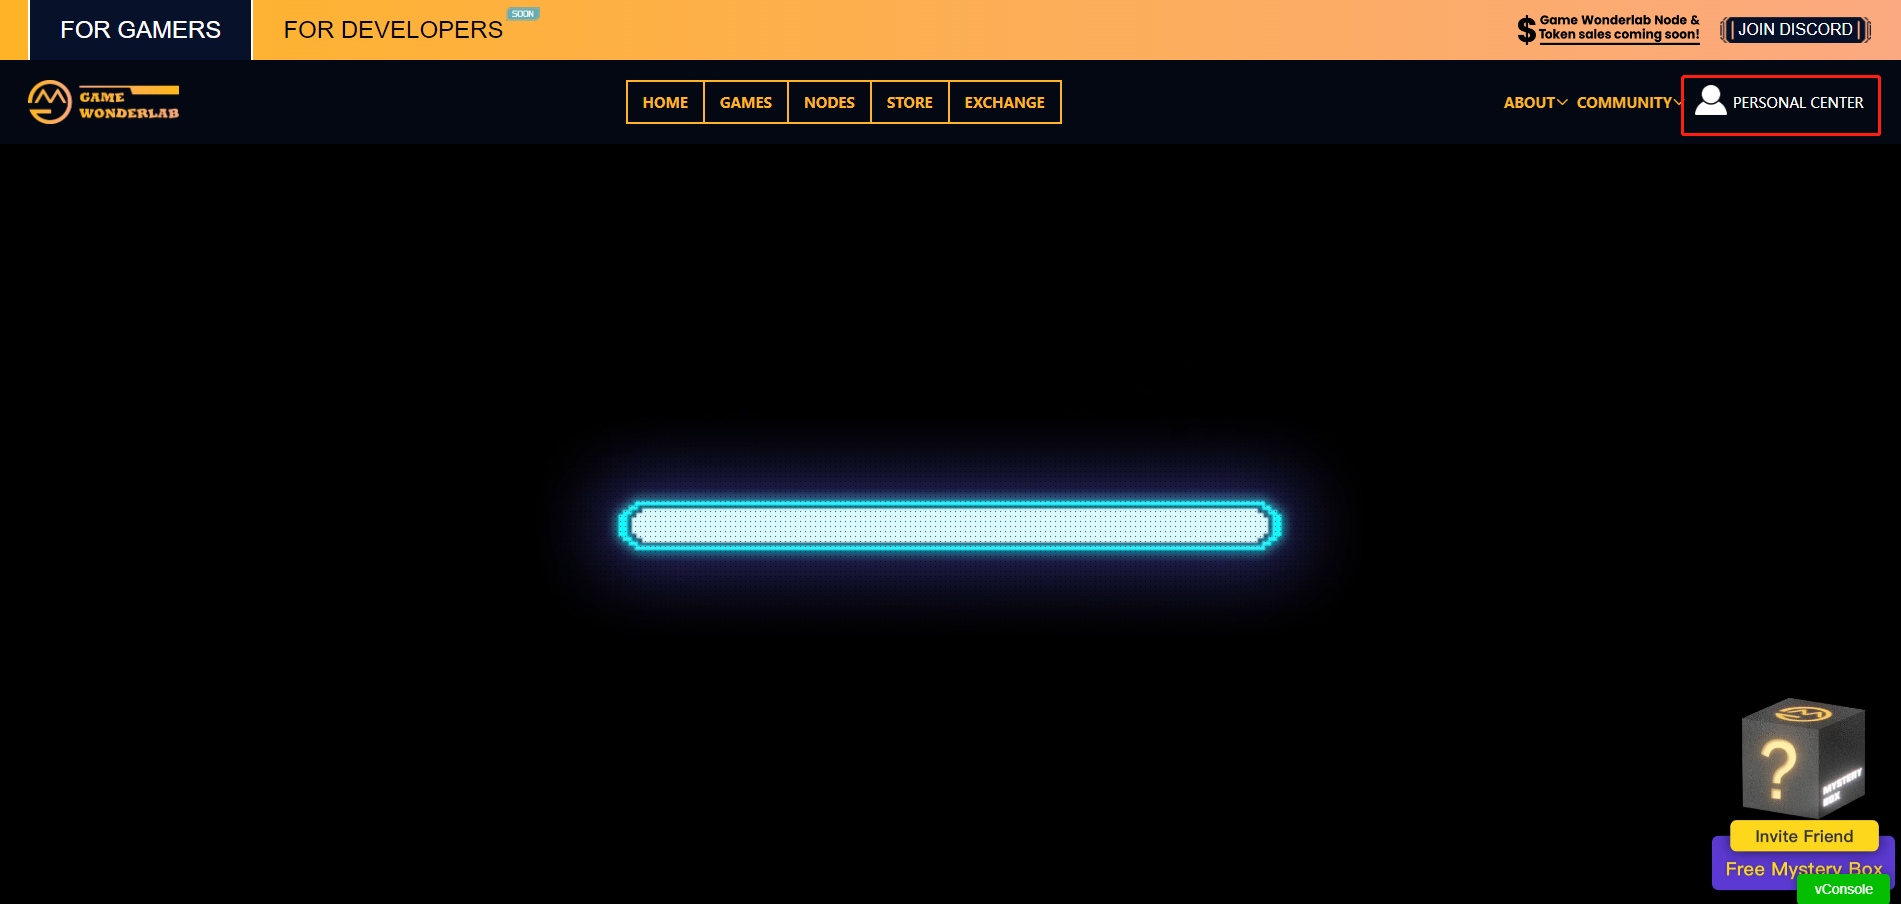 FOR GAMERS
FOR DEVELOPERS
SOON
Game Wonderlab Node &
Token sales coming soon!
JOIN DISCORD
GAME
WONDERLAB
HOME
GAMES
NODES
STORE
EXCHANGE
ABOUT
COMMUNITY
PERSONAL CENTER
?
MYSTERY
BOX
Invite Friend
Free Mystery Box
vConsole